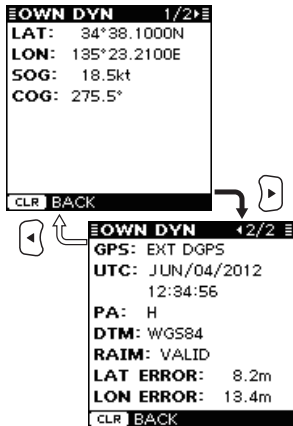 OWN DYN 1/2
LAT: 34°38.1000N
LON: 135°23.2100E
SOG: 18.5kt
COG: 275.5°
CLR BACK
OWN DYN 2/2
GPS: EXT DGPS
UTC: JUN/04/2012
12:34:56
PA: H
DTM: WGS84
RAIM: VALID
LAT ERROR: 8.2m
LON ERROR: 13.4m
CLR BACK